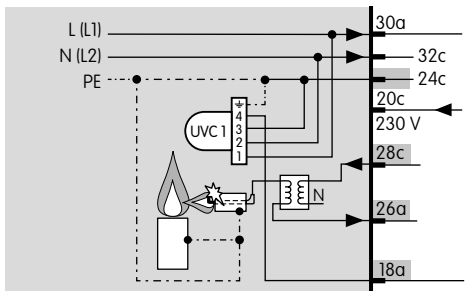 L (L1)
N (L2)
PE
30a
32c
24c
20c
230 V
28c
26a
18a
UVC 1
4
3
2
1
N